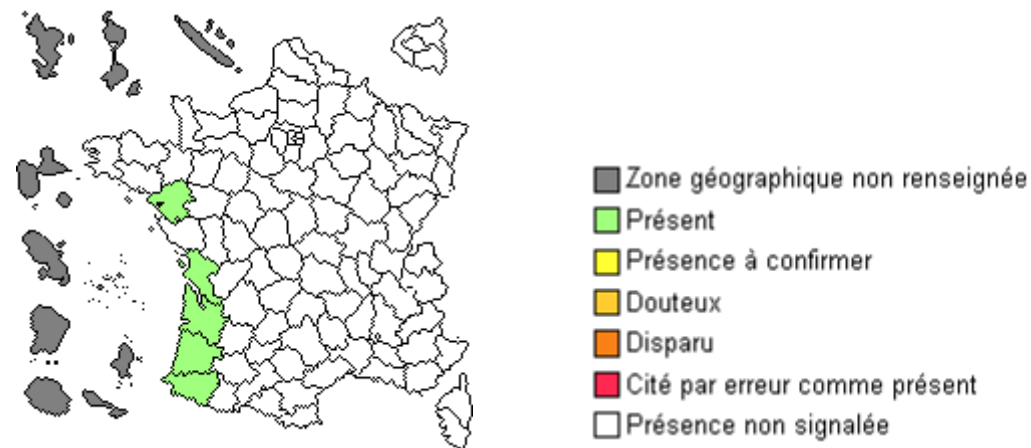 Zone géographique non renseignée
Présent
Présence à confirmer
Douteux
Disparu
Cité par erreur comme présent
Présence non signalée